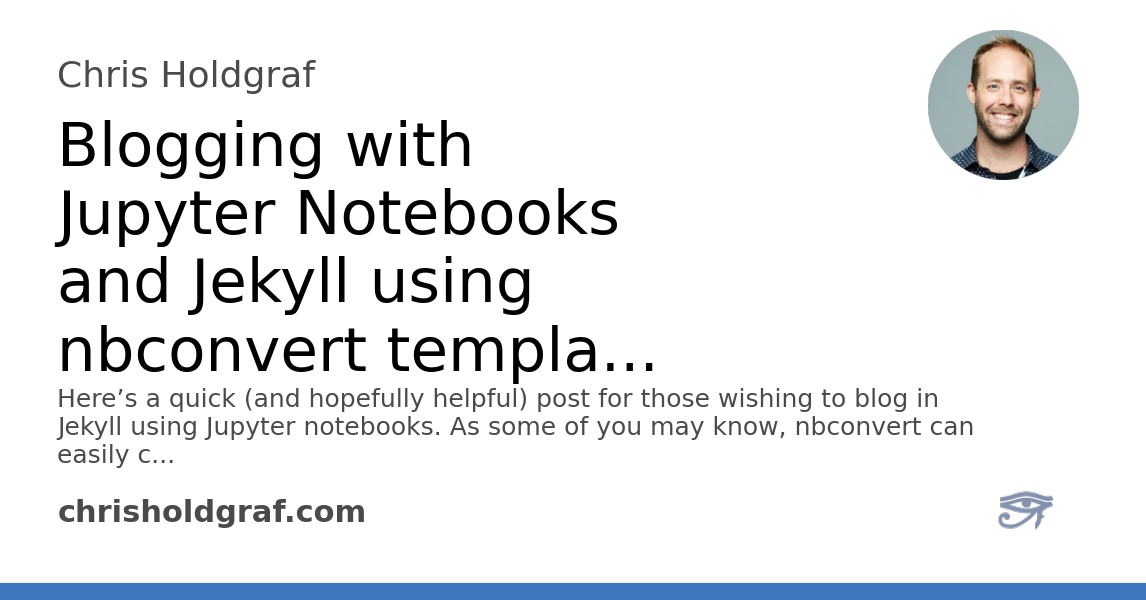 Chris Holdgraf
Blogging with
Jupyter Notebooks
and Jekyll using
nbconvert templa...
Here’s a quick (and hopefully helpful) post for those wishing to blog in
Jekyll using Jupyter notebooks. As some of you may know, nbconvert can
easily c...
chrisholdgraf.com